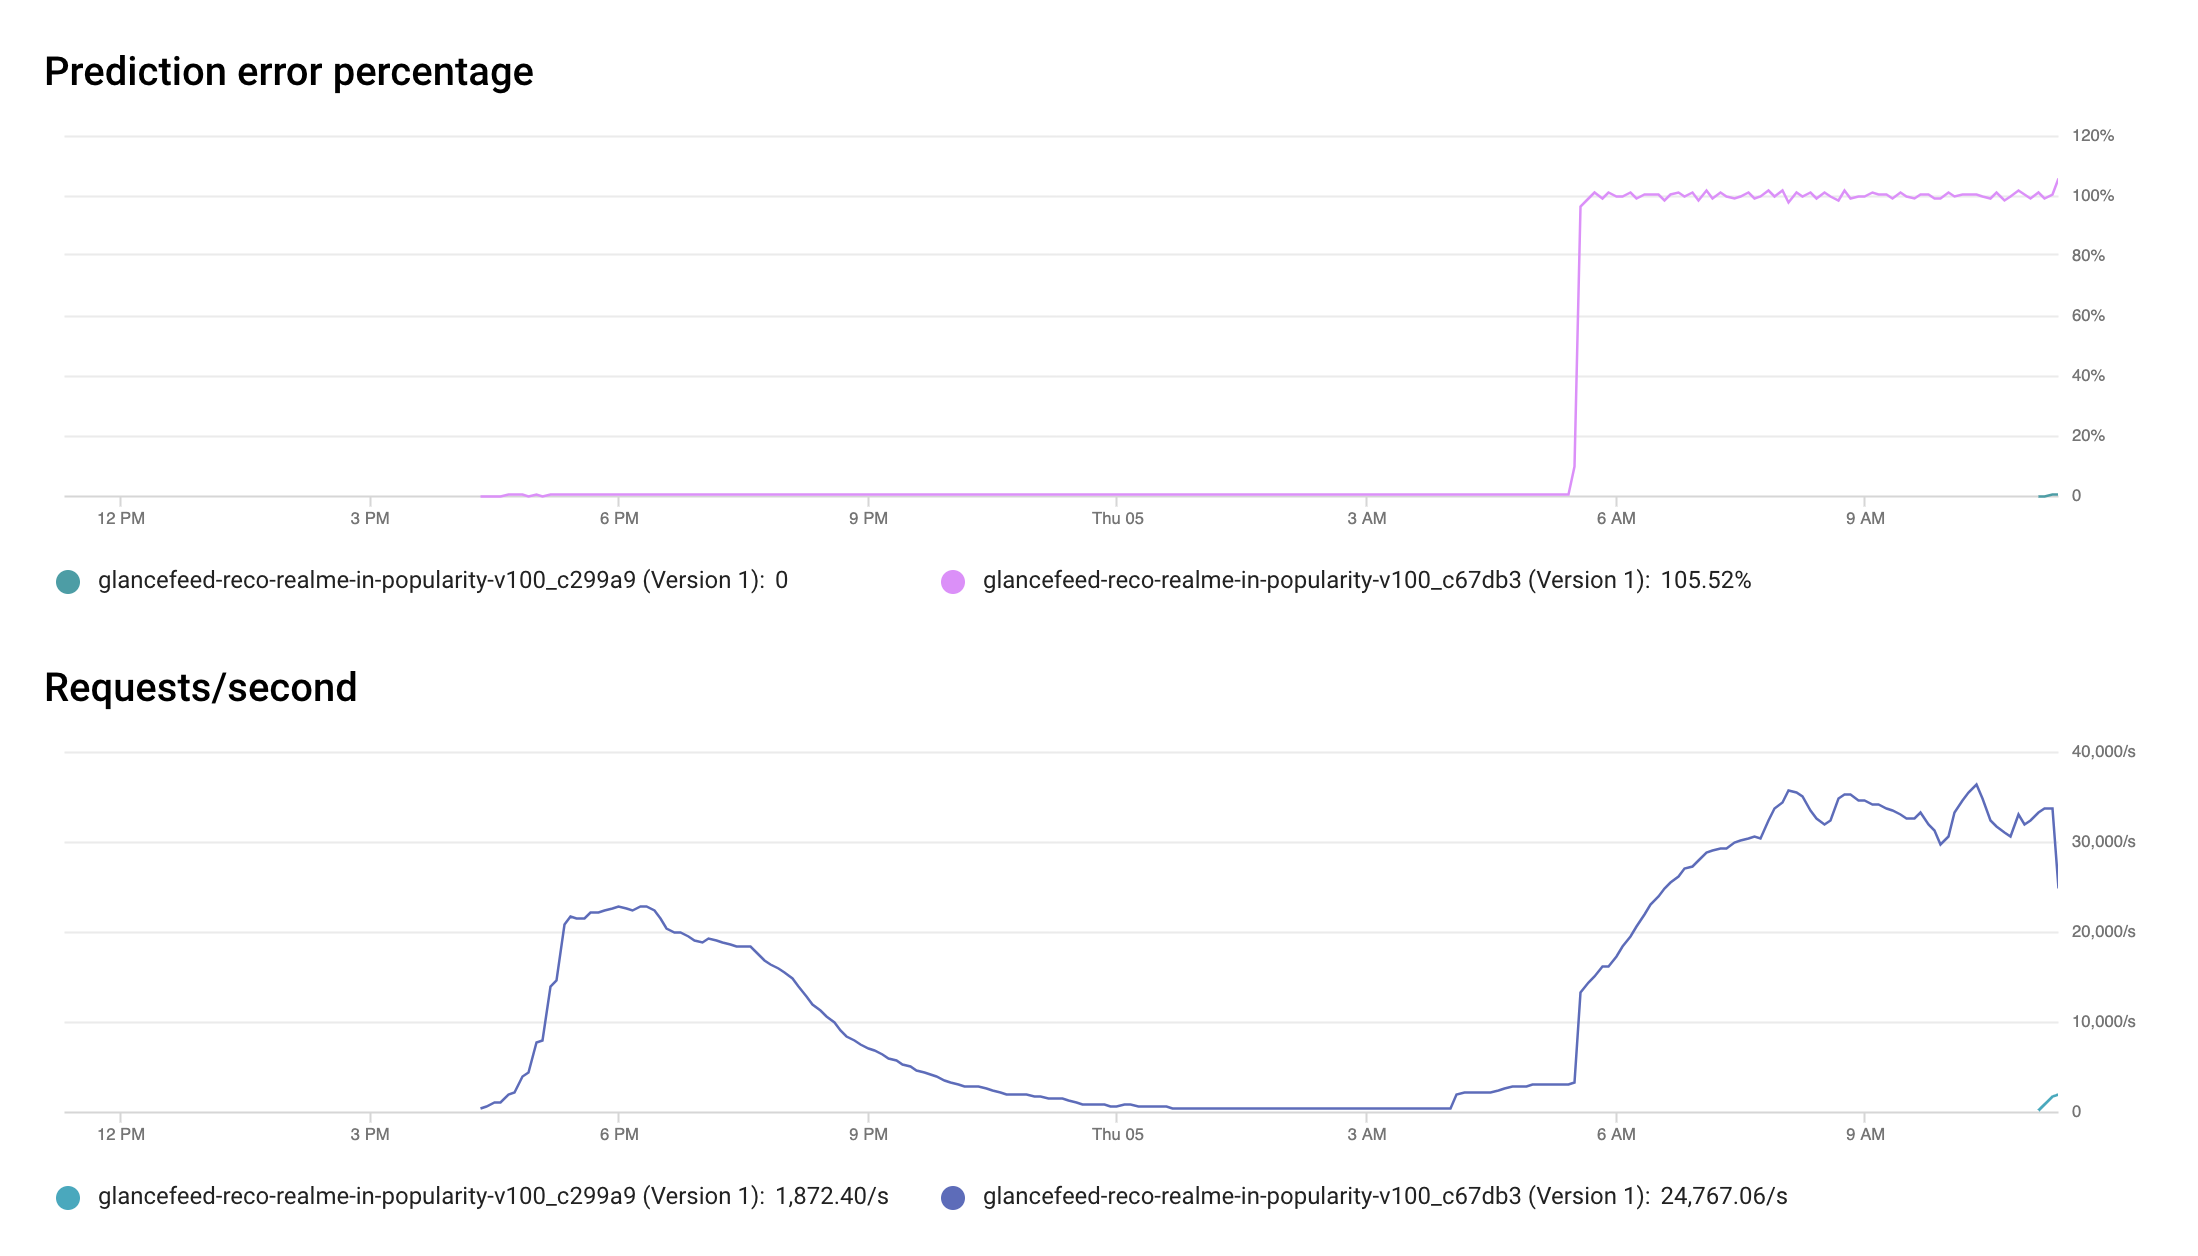 Prediction error percentage
120%
100%
80%
60%
40%
20%
0
12 PM 3 PM 6 PM 9 PM Thu 05 3 AM 6 AM 9 AM
glancefeed-reco-realme-in-popularity-v100_c299a9 (Version 1): 0
glancefeed-reco-realme-in-popularity-v100_c67db3 (Version 1): 105.52%
Requests/second
40,000/s
30,000/s
20,000/s
10,000/s
0
12 PM 3 PM 6 PM 9 PM Thu 05 3 AM 6 AM 9 AM
glancefeed-reco-realme-in-popularity-v100_c299a9 (Version 1): 1,872.40/s
glancefeed-reco-realme-in-popularity-v100_c67db3 (Version 1): 24,767.06/s